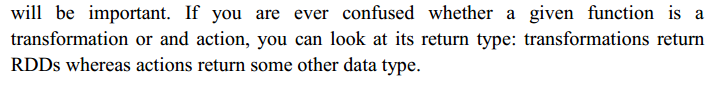 will be important. If you are ever confused whether a given function is a
transformation or and action, you can look at its return type: transformations return
RDDs whereas actions return some other data type.